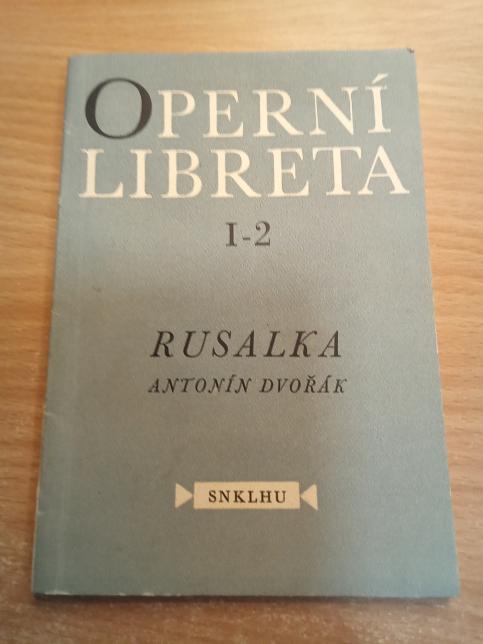 OPERNÍ
LIBRETA
I-2
RUSALKA
ANTONÍN DVOŘÁK
SNKLHU